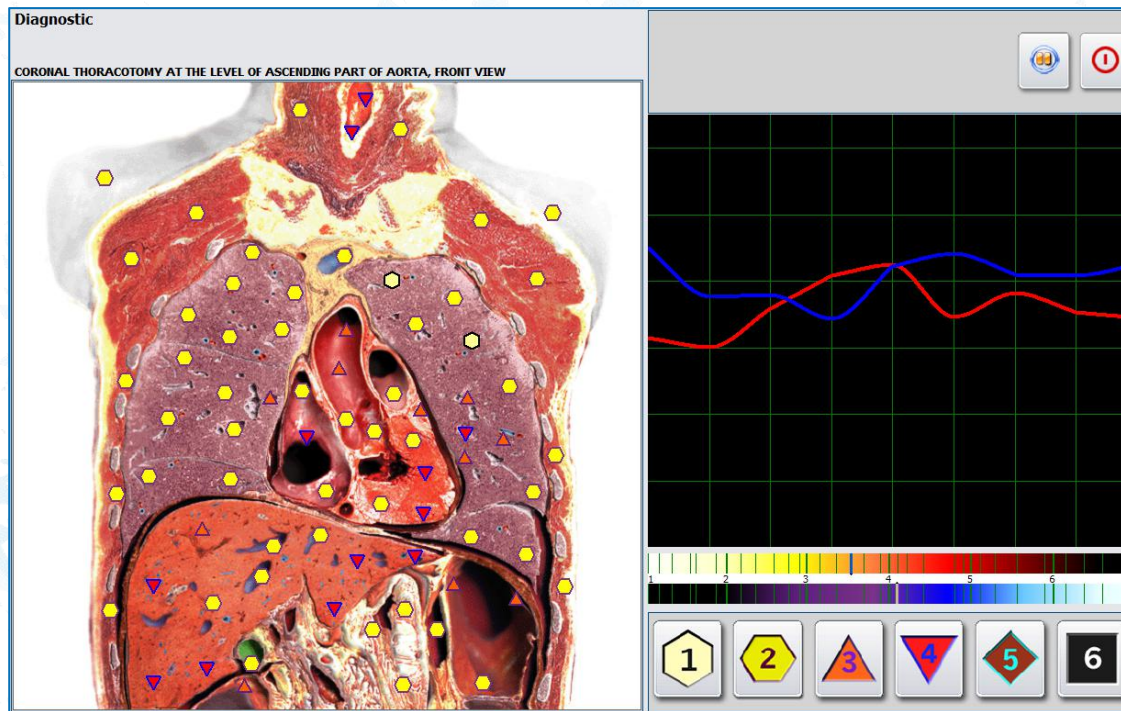 Diagnostic
CORONAL THORACOTOMY AT THE LEVEL OF ASCENDING PART OF AORTA, FRONT VIEW
1 2 3 4 5 6
1 2 3 4 5 6